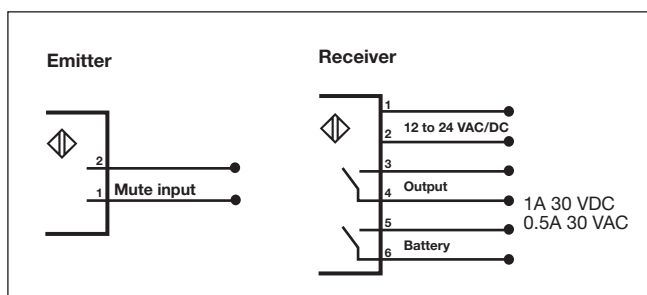 Emitter
2
1
Mute input
Receiver
1
2
12 to 24 VAC/DC
3
4
Output
5
6
Battery
1A 30 VDC
0.5A 30 VAC